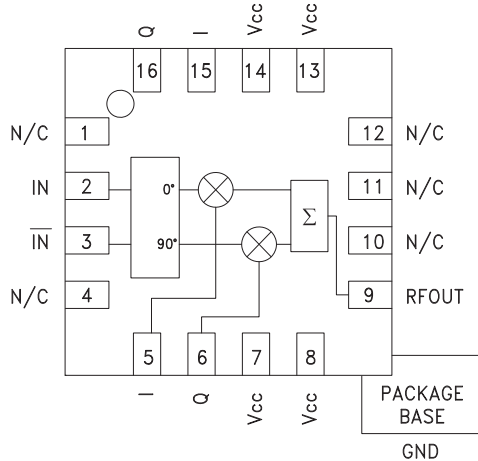 Q I Vcc Vcc
16 15 14 13
N/C 1 12 N/C
IN 2 0° 11 N/C
Σ
IN 3 90° 10 N/C
N/C 4 9 RFOUT
5 6 7 8
I Q Vcc Vcc
PACKAGE
BASE
GND